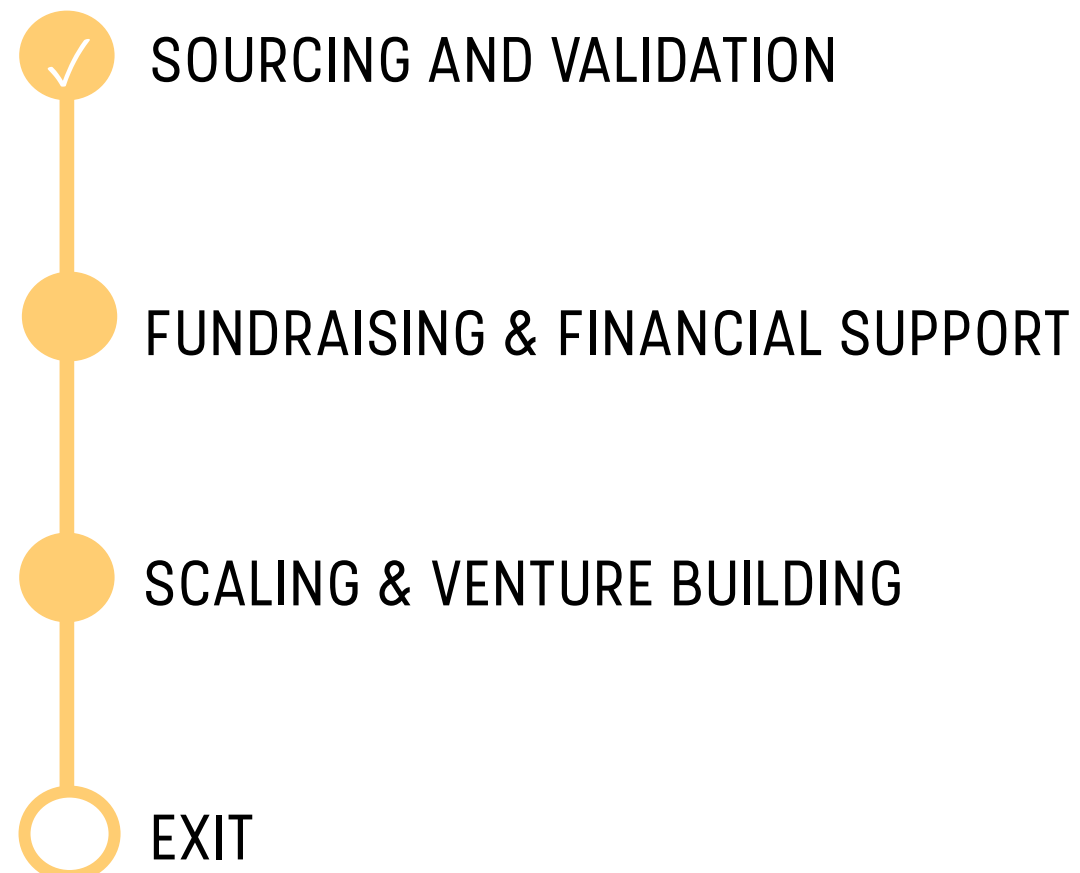 SOURCING AND VALIDATION
FUNDRAISING & FINANCIAL SUPPORT
SCALING & VENTURE BUILDING
EXIT